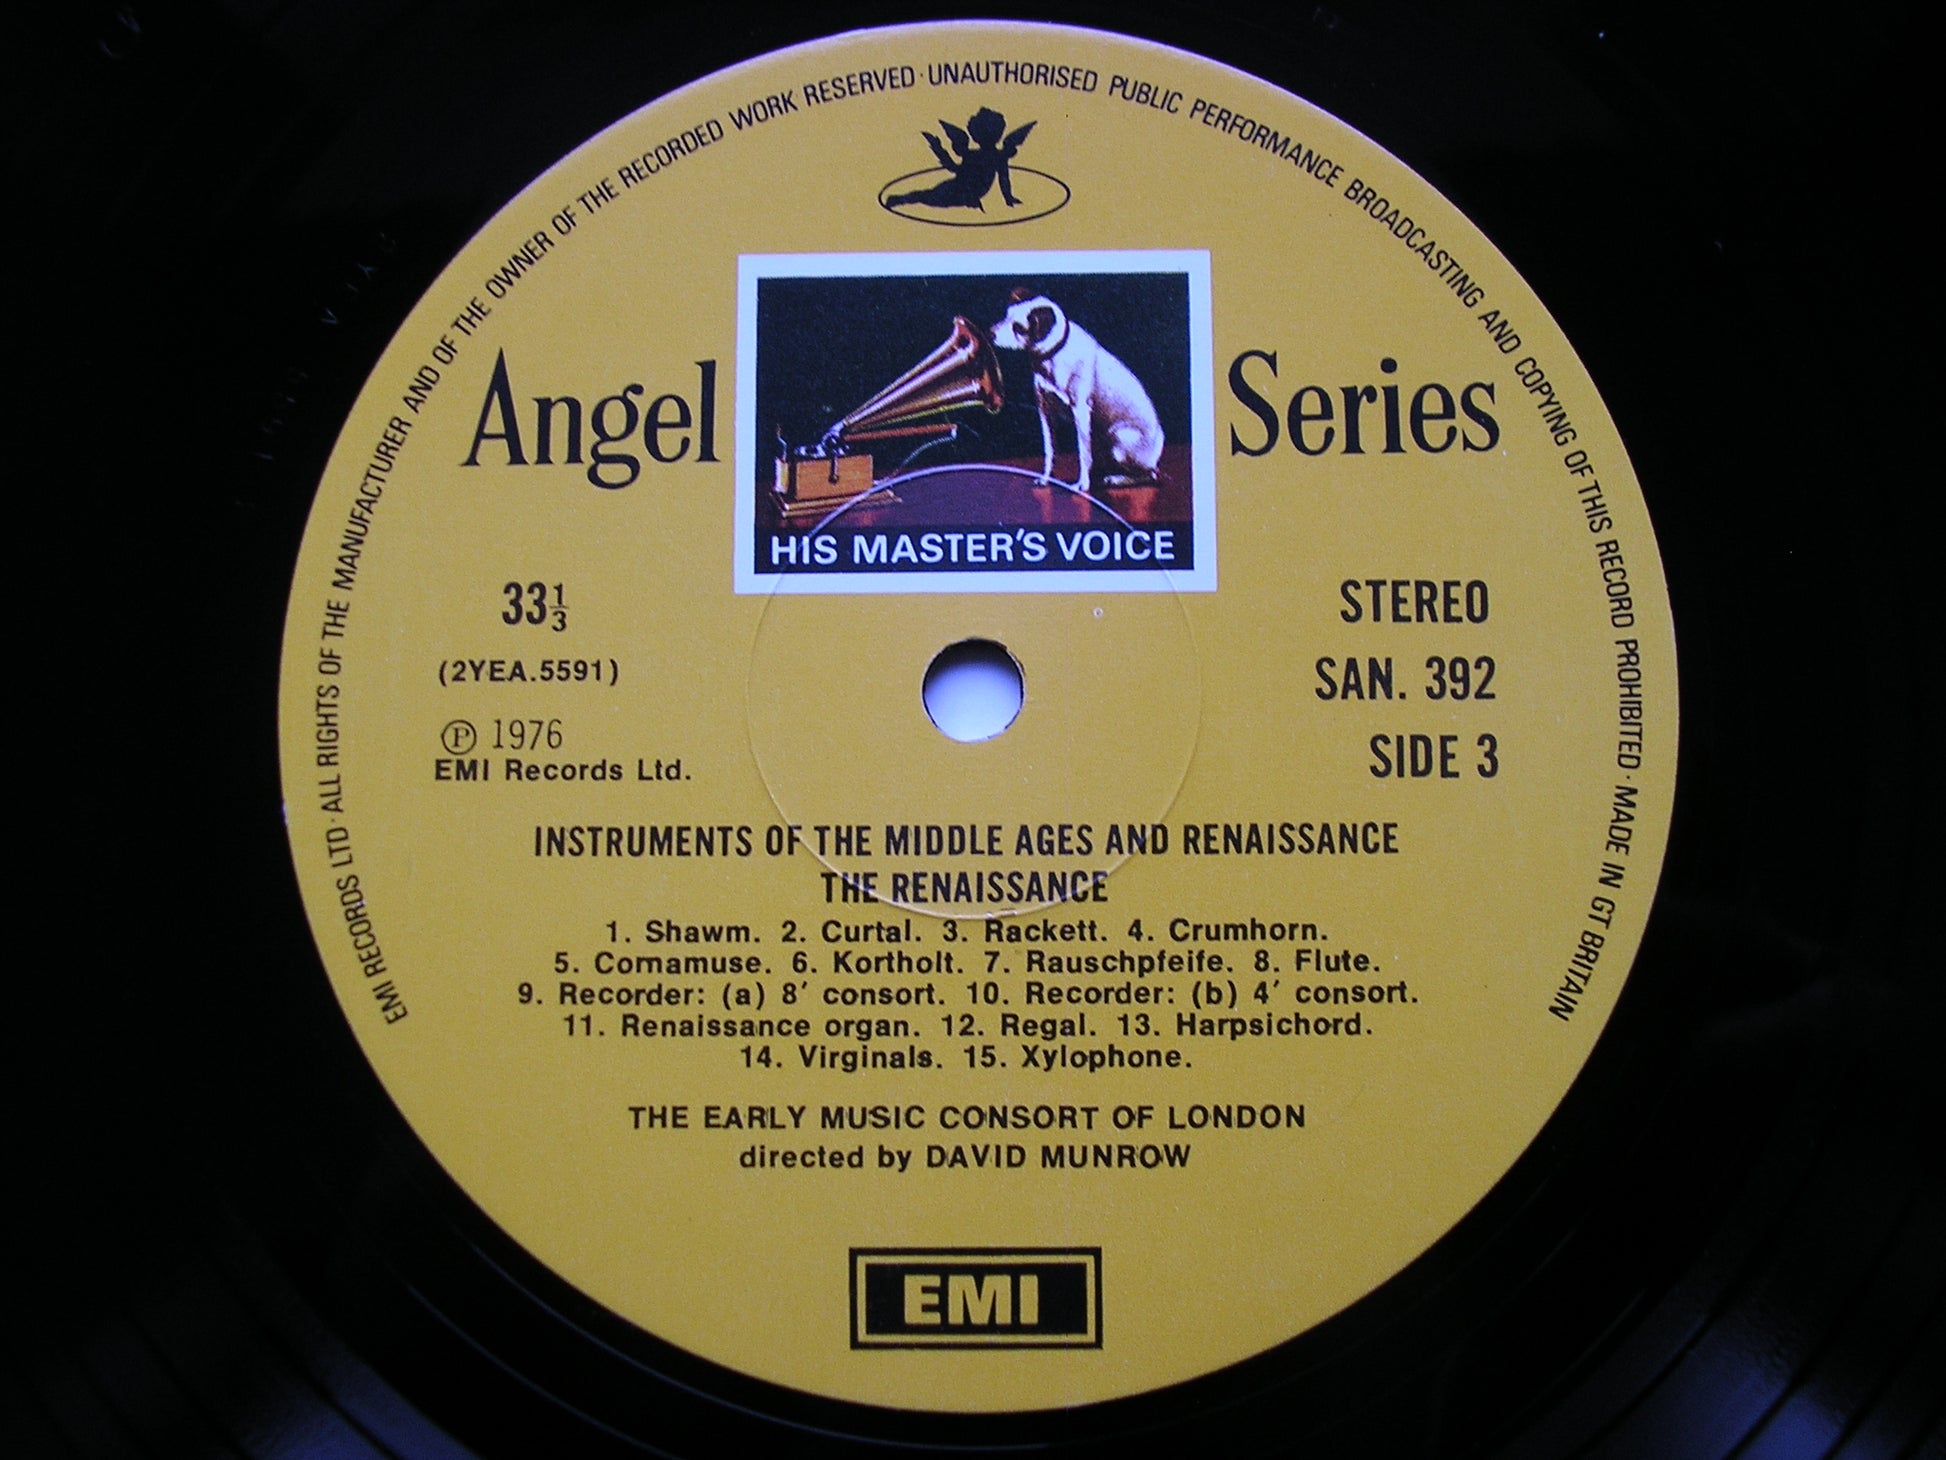 EMI RECORDS LTD · ALL RIGHTS OF THE MANUFACTURER AND OF THE OWNER OF THE RECORDED WORK RESERVED · UNAUTHORISED PUBLIC PERFORMANCE BROADCASTING AND COPYING OF THIS RECORD PROHIBITED · MADE IN GT BRITAIN
Angel Series
HIS MASTER'S VOICE
33⅓
(2YEA.5591)
℗ 1976
EMI Records Ltd.
STEREO
SAN. 392
SIDE 3
INSTRUMENTS OF THE MIDDLE AGES AND RENAISSANCE
THE RENAISSANCE
1. Shawm. 2. Curtal. 3. Rackett. 4. Crumhorn.
5. Cornamuse. 6. Kortholt. 7. Rauschpfeife. 8. Flute.
9. Recorder: (a) 8′ consort. 10. Recorder: (b) 4′ consort.
11. Renaissance organ. 12. Regal. 13. Harpsichord.
14. Virginals. 15. Xylophone.
THE EARLY MUSIC CONSORT OF LONDON
directed by DAVID MUNROW
EMI